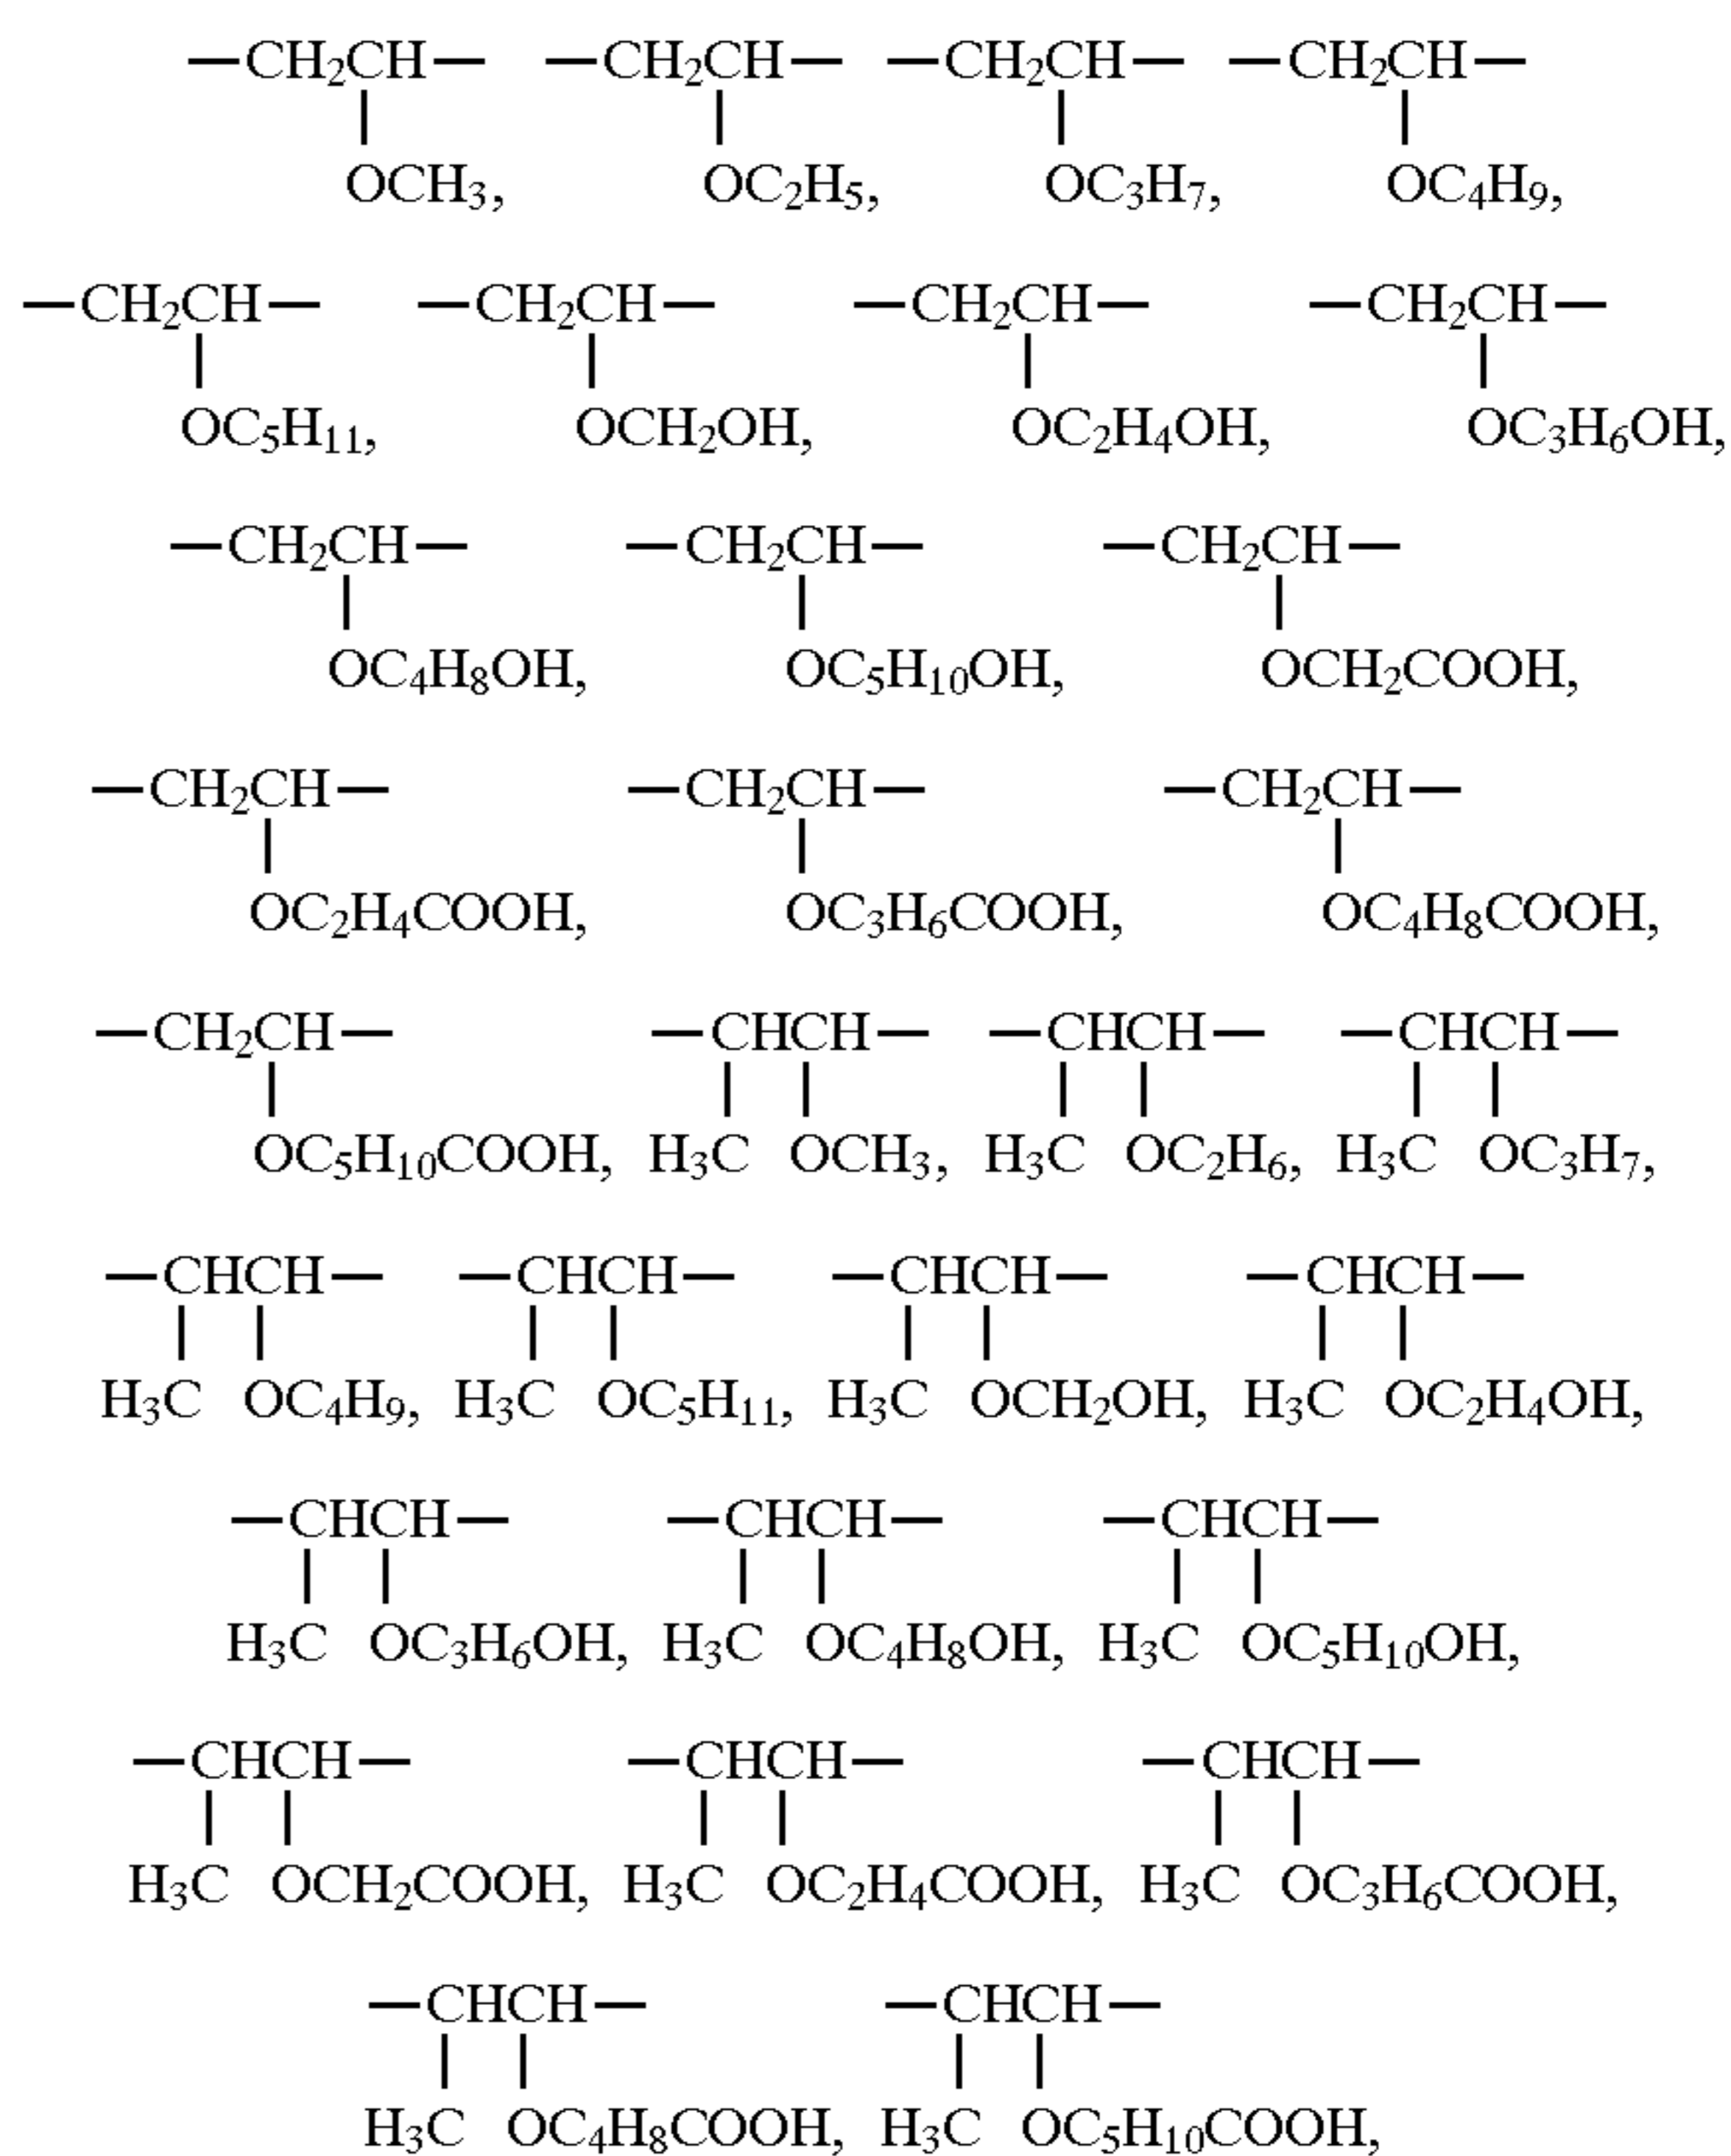 —CH2CH— —CH2CH— —CH2CH— —CH2CH—
OCH3, OC2H5, OC3H7, OC4H9,
—CH2CH— —CH2CH— —CH2CH— —CH2CH—
OC5H11, OCH2OH, OC2H4OH, OC3H6OH,
—CH2CH— —CH2CH— —CH2CH—
OC4H8OH, OC5H10OH, OCH2COOH,
—CH2CH— —CH2CH— —CH2CH—
OC2H4COOH, OC3H6COOH, OC4H8COOH,
—CH2CH— —CHCH— —CHCH— —CHCH—
OC5H10COOH, H3C OCH3, H3C OC2H6, H3C OC3H7,
—CHCH— —CHCH— —CHCH— —CHCH—
H3C OC4H9, H3C OC5H11, H3C OCH2OH, H3C OC2H4OH,
—CHCH— —CHCH— —CHCH—
H3C OC3H6OH, H3C OC4H8OH, H3C OC5H10OH,
—CHCH— —CHCH— —CHCH—
H3C OCH2COOH, H3C OC2H4COOH, H3C OC3H6COOH,
—CHCH— —CHCH—
H3C OC4H8COOH, H3C OC5H10COOH,